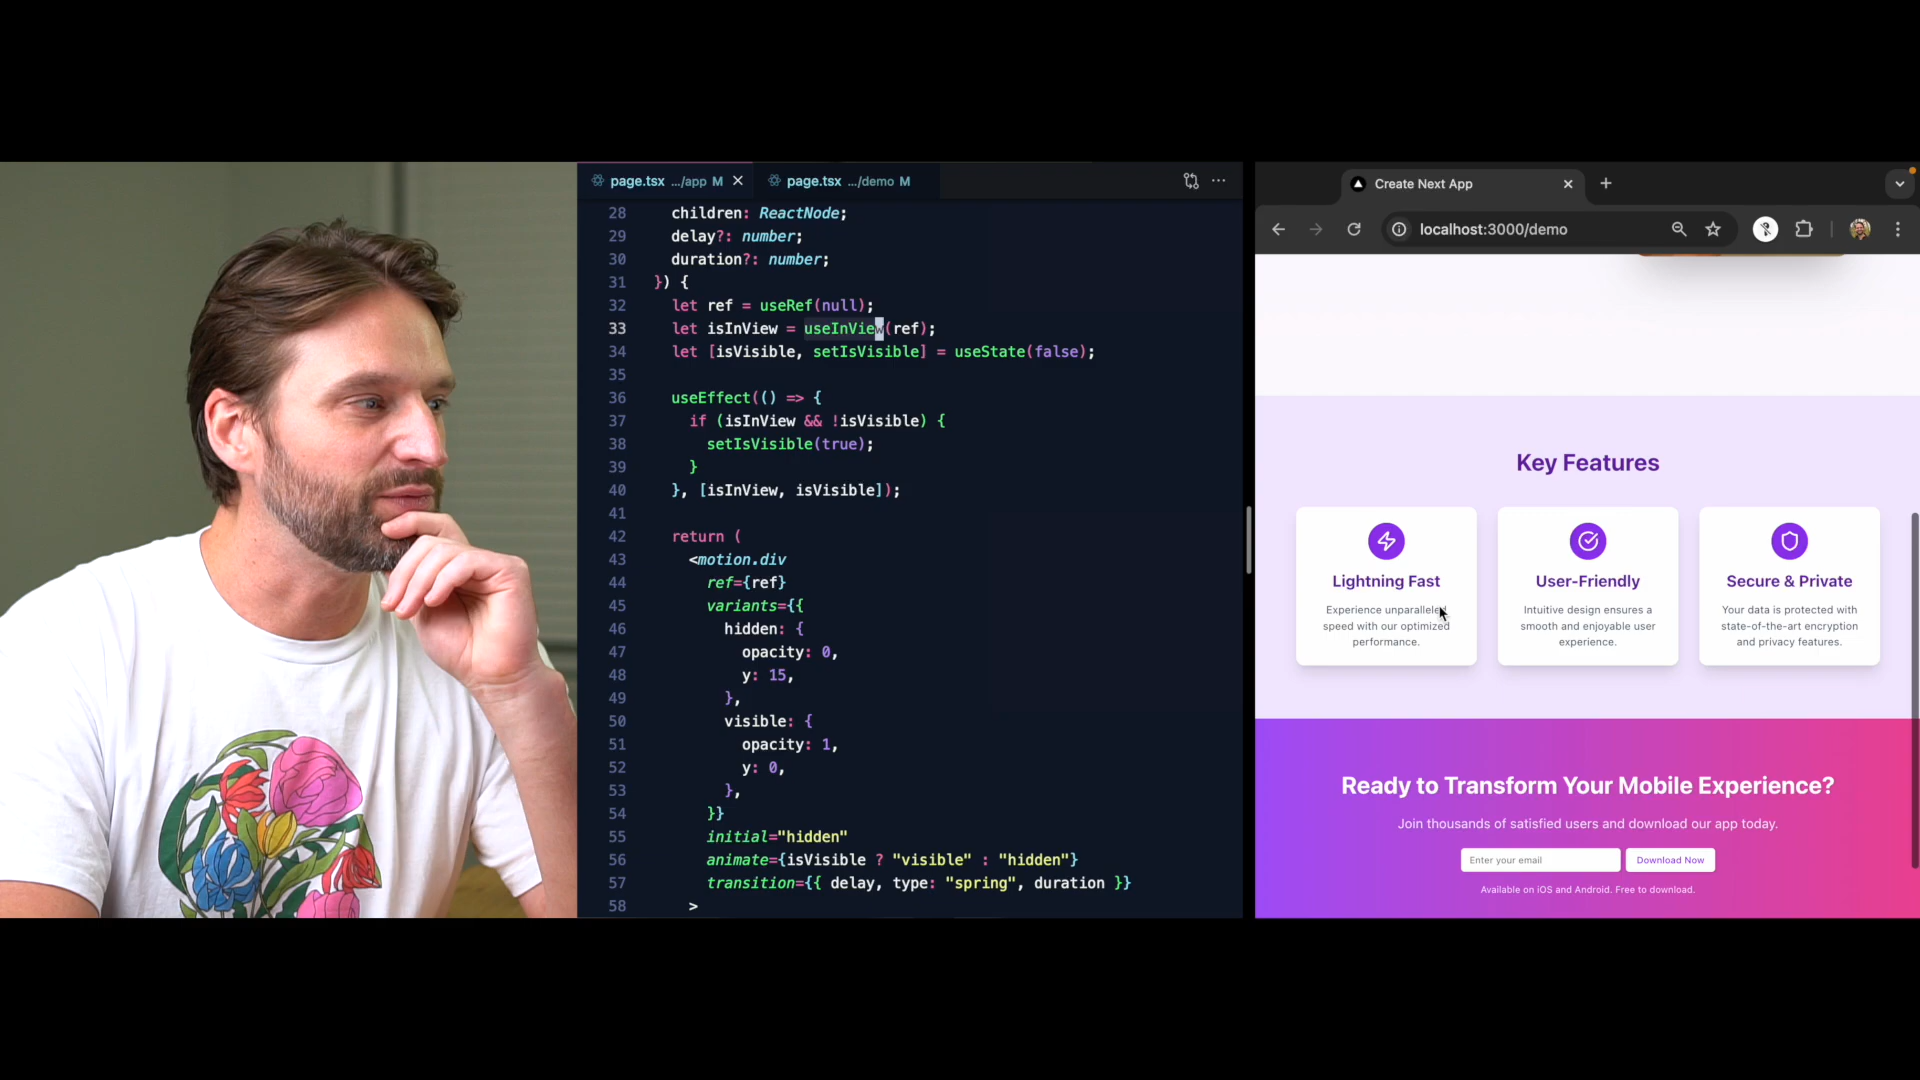 page.tsx .../app M
page.tsx .../demo M
28 children: ReactNode;
29 delay?: number;
30 duration?: number;
31 }) {
32 let ref = useRef(null);
33 let isInView = useInView(ref);
34 let [isVisible, setIsVisible] = useState(false);
35
36 useEffect(() => {
37 if (isInView && !isVisible) {
38 setIsVisible(true);
39 }
40 }, [isInView, isVisible]);
41
42 return (
43 <motion.div
44 ref={ref}
45 variants={{
46 hidden: {
47 opacity: 0,
48 y: 15,
49 },
50 visible: {
51 opacity: 1,
52 y: 0,
53 },
54 }}
55 initial="hidden"
56 animate={isVisible ? "visible" : "hidden"}
57 transition={{ delay, type: "spring", duration }}
58 >
Create Next App
localhost:3000/demo
Key Features
Lightning Fast
Experience unparalleled
speed with our optimized
performance.
User-Friendly
Intuitive design ensures a
smooth and enjoyable user
experience.
Secure & Private
Your data is protected with
state-of-the-art encryption
and privacy features.
Ready to Transform Your Mobile Experience?
Join thousands of satisfied users and download our app today.
Enter your email
Download Now
Available on iOS and Android. Free to download.